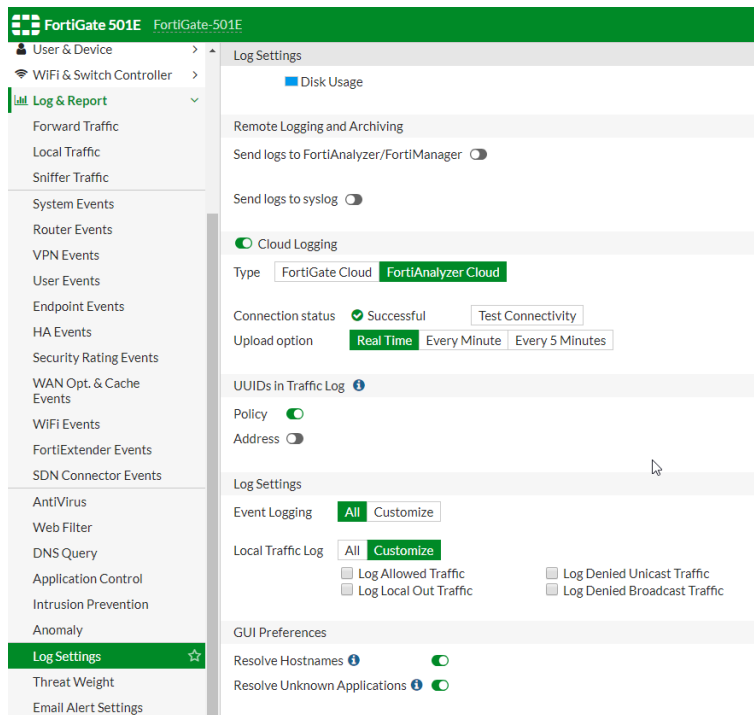 FortiGate 501E FortiGate-501E
User & Device
WiFi & Switch Controller
Log & Report
Forward Traffic
Local Traffic
Sniffer Traffic
System Events
Router Events
VPN Events
User Events
Endpoint Events
HA Events
Security Rating Events
WAN Opt. & Cache
Events
WiFi Events
FortiExtender Events
SDN Connector Events
AntiVirus
Web Filter
DNS Query
Application Control
Intrusion Prevention
Anomaly
Log Settings
Threat Weight
Email Alert Settings
Log Settings
Disk Usage
Remote Logging and Archiving
Send logs to FortiAnalyzer/FortiManager
Send logs to syslog
Cloud Logging
Type FortiGate Cloud FortiAnalyzer Cloud
Connection status Successful Test Connectivity
Upload option Real Time Every Minute Every 5 Minutes
UUIDs in Traffic Log
Policy
Address
Log Settings
Event Logging All Customize
Local Traffic Log All Customize
Log Allowed Traffic Log Denied Unicast Traffic
Log Local Out Traffic Log Denied Broadcast Traffic
GUI Preferences
Resolve Hostnames
Resolve Unknown Applications